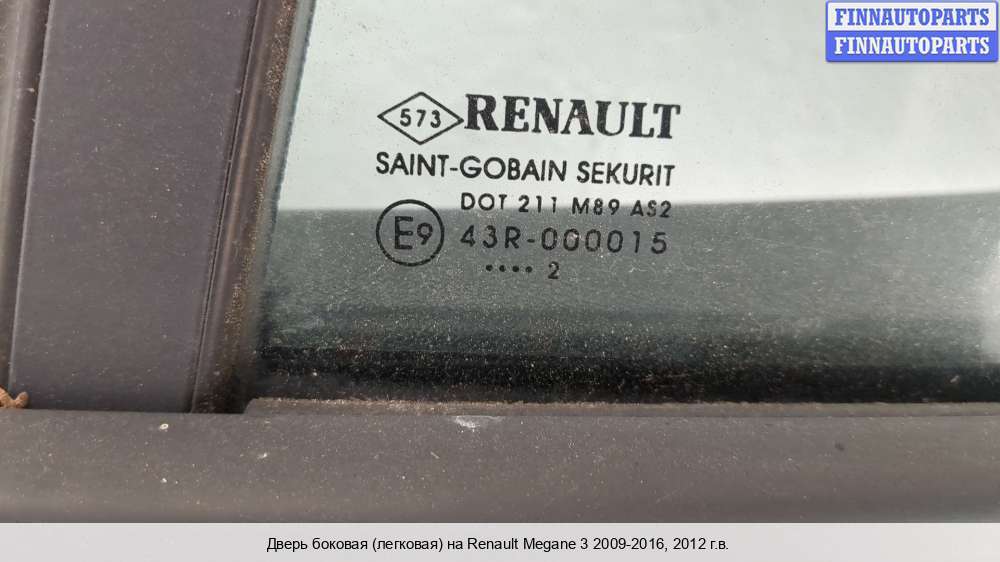 FINNAUTOPARTS
FINNAUTOPARTS
573 RENAULT
SAINT-GOBAIN SEKURIT
DOT 211 M89 AS2
E9 43R-000015
•••• 2
Дверь боковая (легковая) на Renault Megane 3 2009-2016, 2012 г.в.